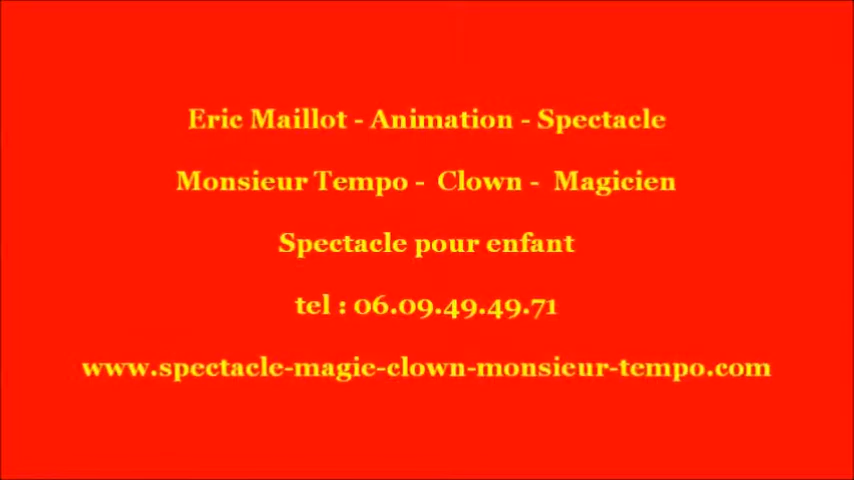 Eric Maillot - Animation - Spectacle
Monsieur Tempo - Clown - Magicien
Spectacle pour enfant
tel : 06.09.49.49.71
www.spectacle-magie-clown-monsieur-tempo.com